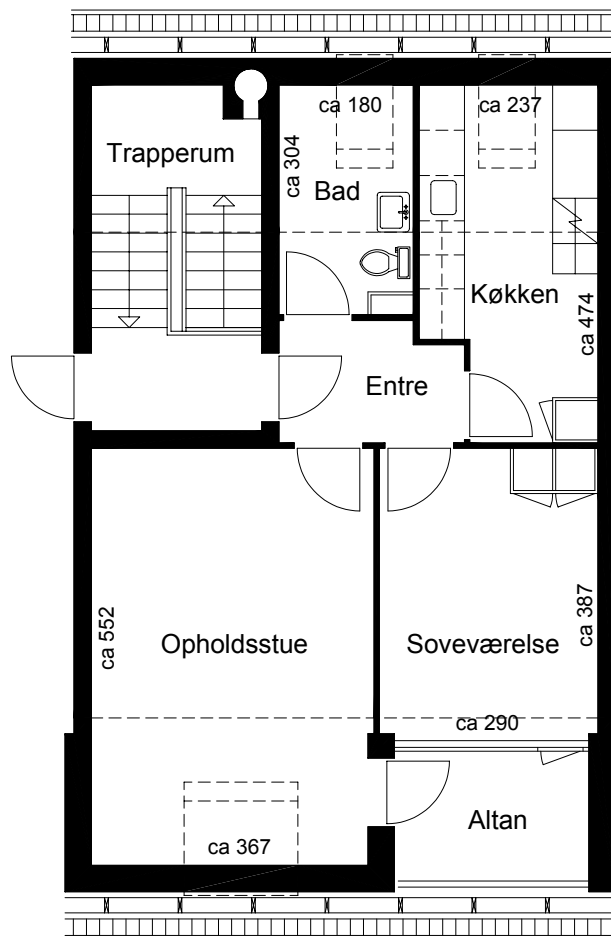 ca 180
ca 237
Trapperum
ca 304
Bad
Køkken
ca 474
Entre
ca 552
Opholdsstue
Soveværelse
ca 387
ca 290
Altan
ca 367